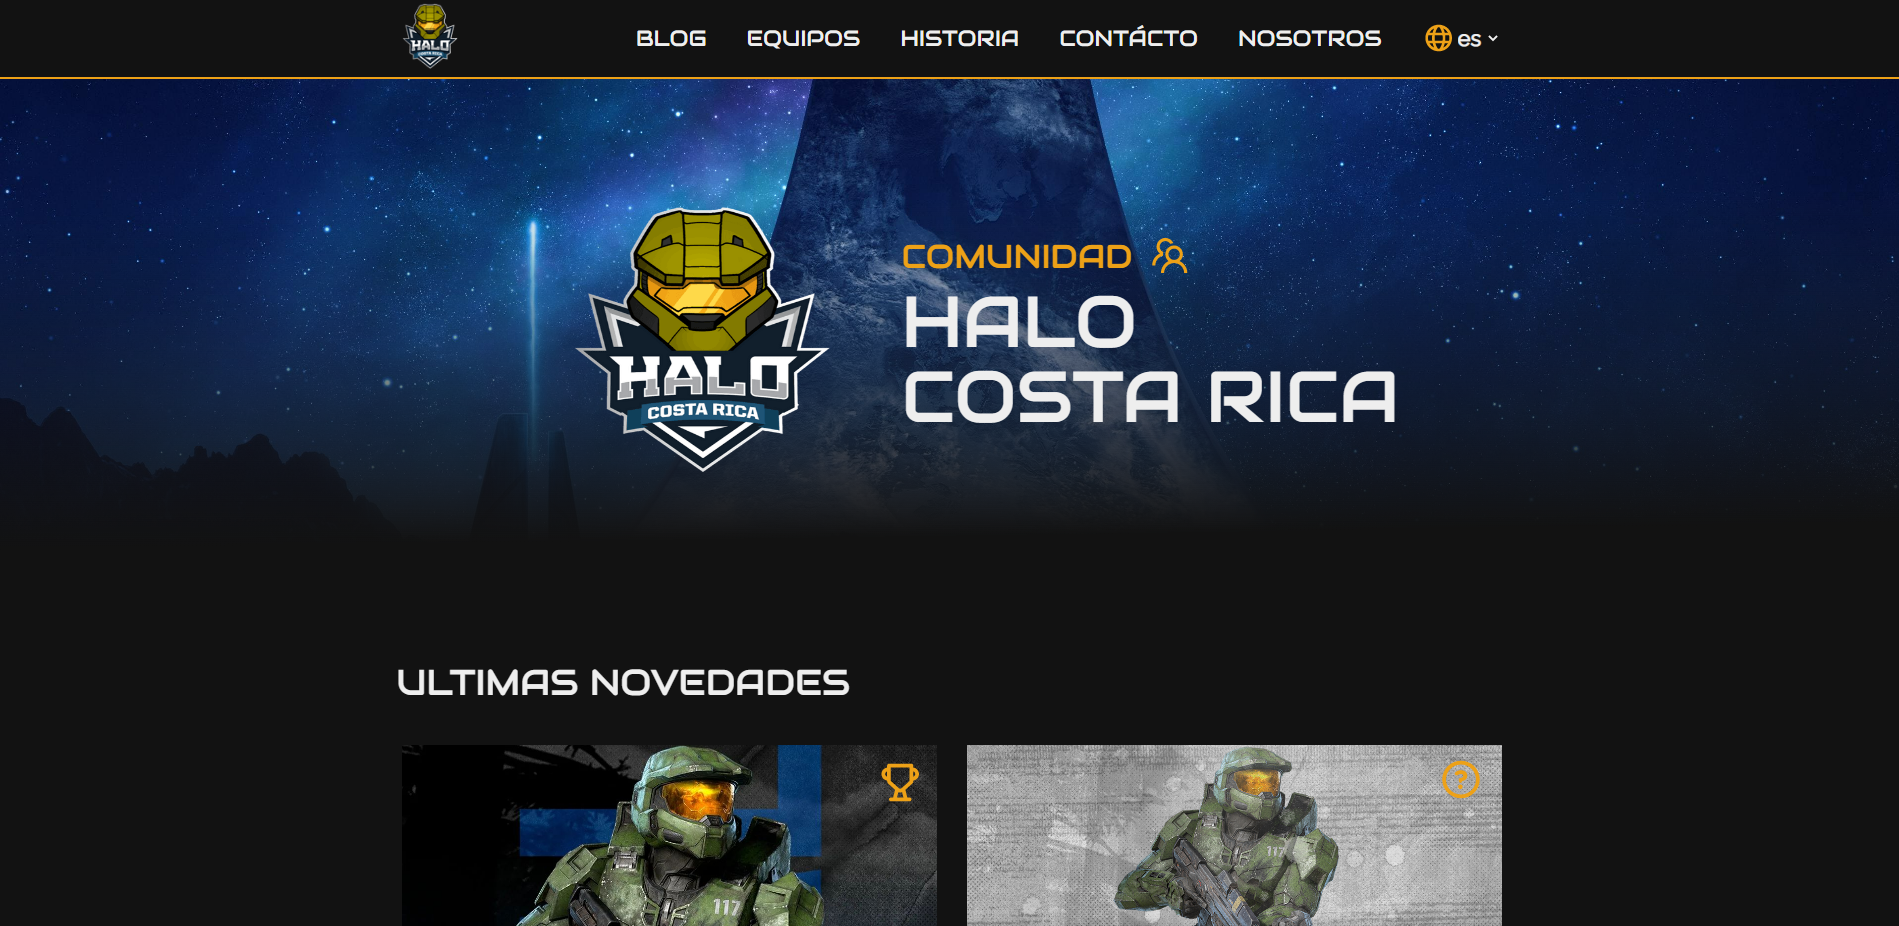 HALO
COSTA RICA
BLOG
EQUIPOS
HISTORIA
CONTÁCTO
NOSOTROS
es
COMUNIDAD
HALO
COSTA RICA
HALO
COSTA RICA
ULTIMAS NOVEDADES
117
117